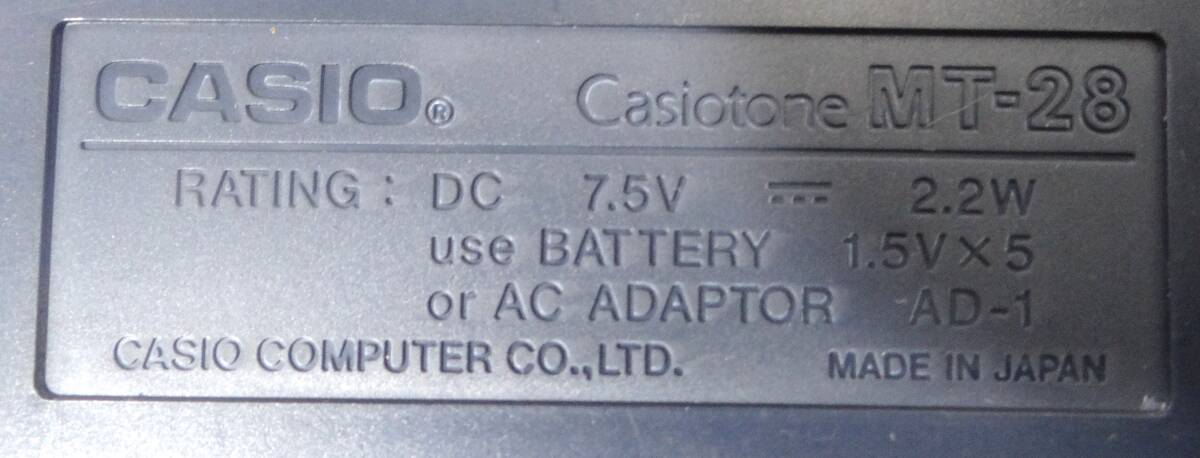 CASIO® Casiotone MT-28
RATING : DC 7.5V ⎓ 2.2W
use BATTERY 1.5V×5
or AC ADAPTOR AD-1
CASIO COMPUTER CO.,LTD. MADE IN JAPAN